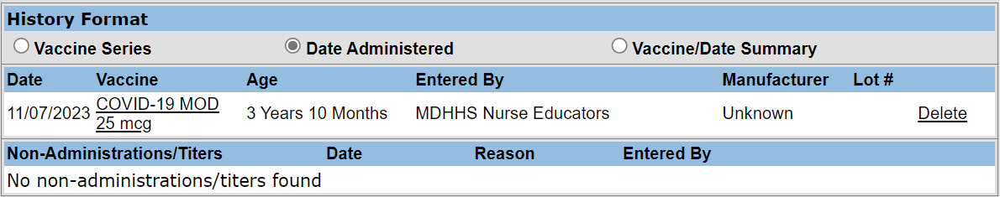 History Format
Vaccine Series Date Administered Vaccine/Date Summary
Date Vaccine Age Entered By Manufacturer Lot #
11/07/2023 COVID-19 MOD 3 Years 10 Months MDHHS Nurse Educators Unknown Delete
25 mcg
Non-Administrations/Titers Date Reason Entered By
No non-administrations/titers found